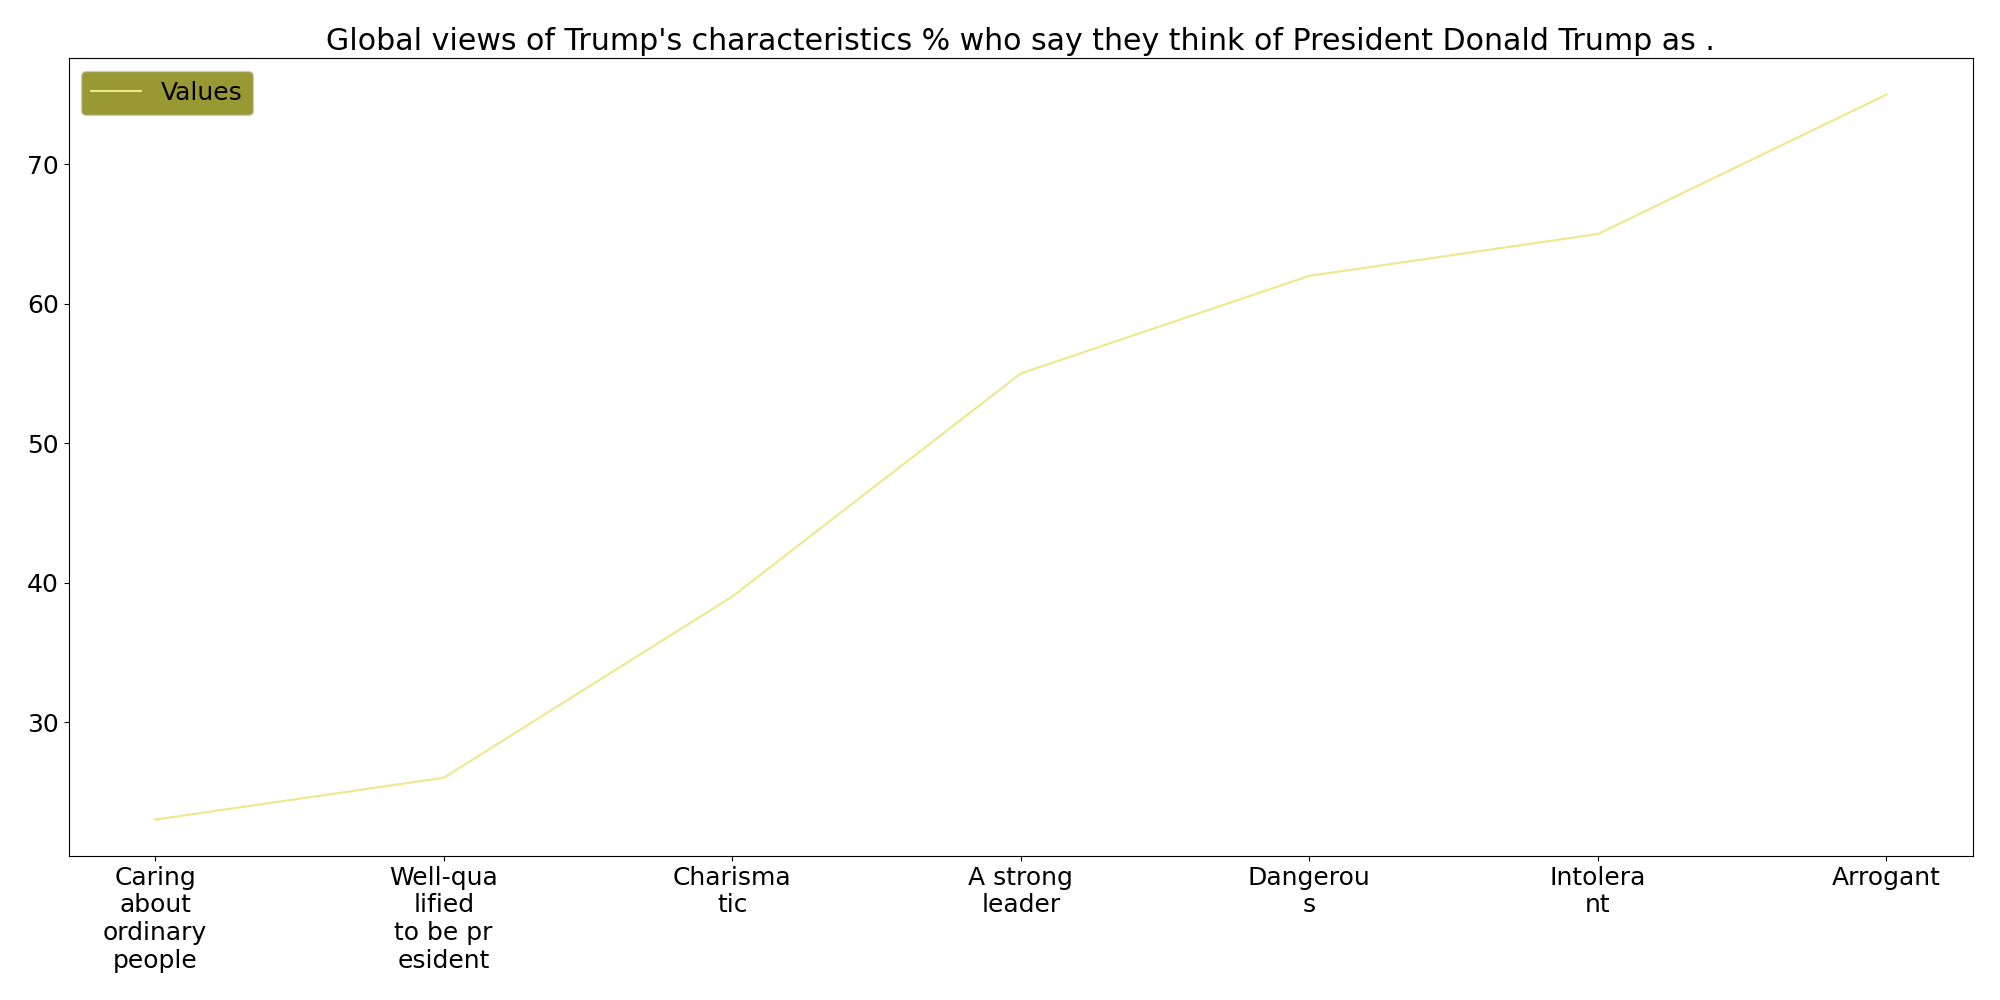 Global views of Trump's characteristics % who say they think of President Donald Trump as .
Values
70
60
50
40
30
Caring
about
ordinary
people
Well-qua
lified
to be pr
esident
Charisma
tic
A strong
leader
Dangerou
s
Intolera
nt
Arrogant